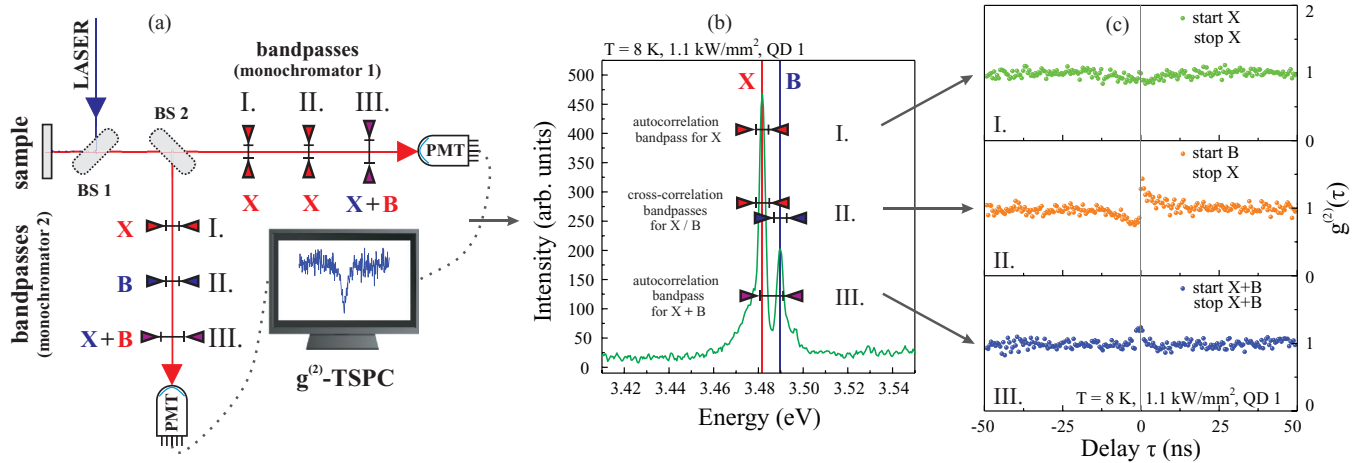 (a)
LASER
BS 2
BS 1
sample
bandpasses
(monochromator 1)
I. II. III.
X X X+B
PMT
bandpasses
(monochromator 2)
X I.
B II.
X+B III.
PMT
g(2)-TSPC
(b)
T = 8 K, 1.1 kW/mm², QD 1
X B
Intensity (arb. units)
500
450
400
350
300
250
200
150
100
50
0
autocorrelation
bandpass for X
I.
cross-correlation
bandpasses
for X / B
II.
autocorrelation
bandpass
for X + B
III.
3.42 3.44 3.46 3.48 3.50 3.52 3.54
Energy (eV)
(c)
start X
stop X
I.
start B
stop X
II.
start X+B
stop X+B
III.
T = 8 K, 1.1 kW/mm², QD 1
2
1
0
1
0
1
0
g(2)(τ)
-50 -25 0 25 50
Delay τ (ns)